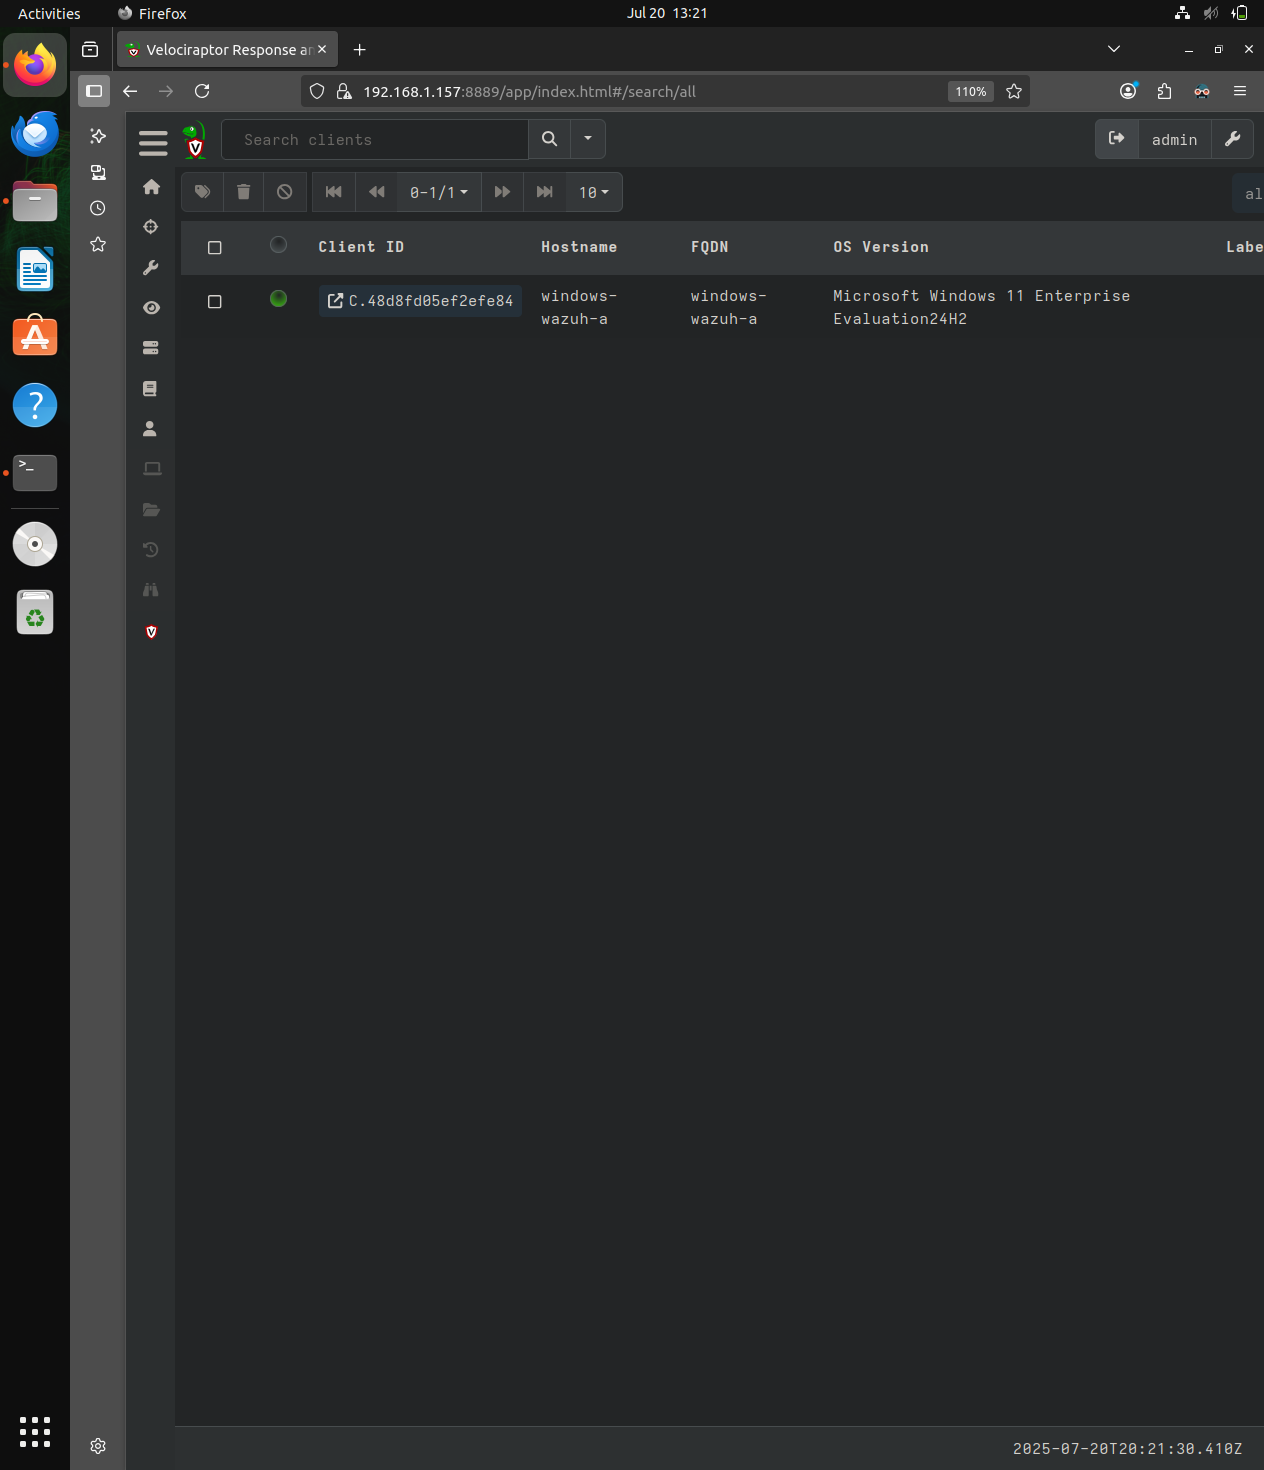 Activities Firefox Jul 20 13:21
Velociraptor Response an
192.168.1.157:8889/app/index.html#/search/all 110%
Search clients admin
0-1/1 10 al
Client ID Hostname FQDN OS Version Labe
C.48d8fd05ef2efe84 windows- windows- Microsoft Windows 11 Enterprise
wazuh-a wazuh-a Evaluation24H2
2025-07-20T20:21:30.410Z